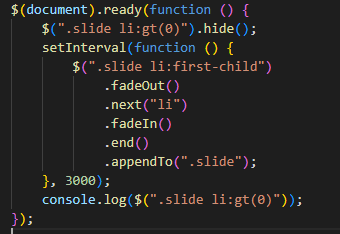 $(document).ready(function () {
    $(".slide li:gt(0)").hide();
    setInterval(function () {
        $(".slide li:first-child")
            .fadeOut()
            .next("li")
            .fadeIn()
            .end()
            .appendTo(".slide");
    }, 3000);
    console.log($(".slide li:gt(0)"));
});